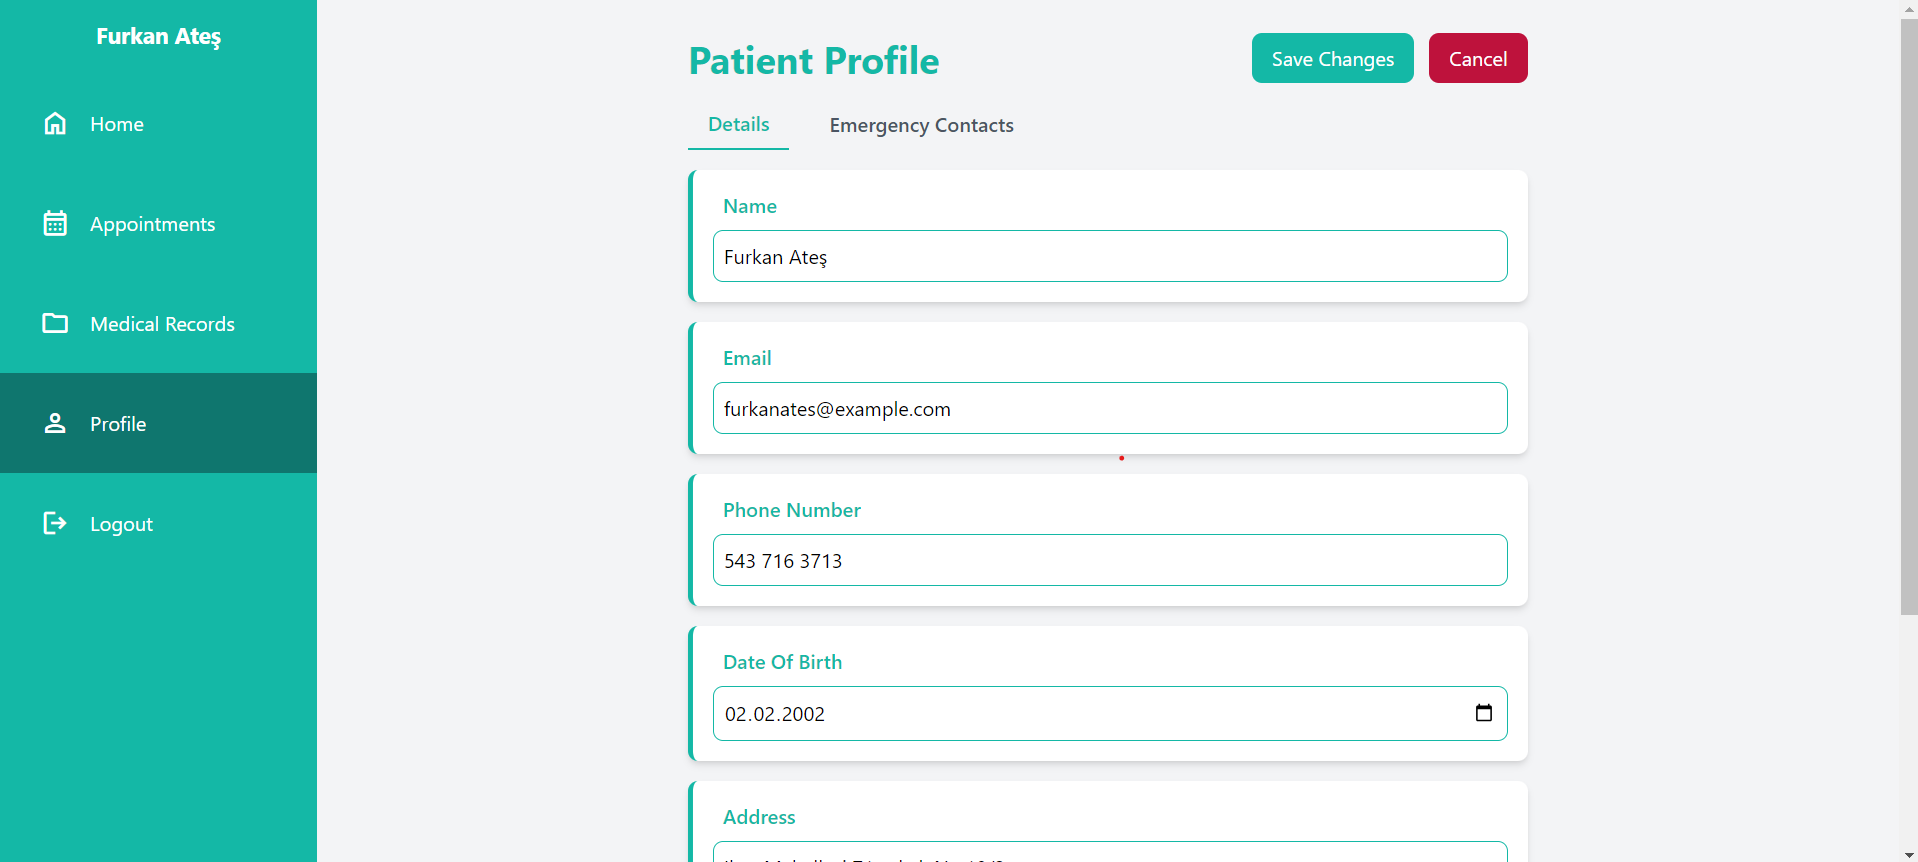 Furkan Ateş
Home
Appointments
Medical Records
Profile
Logout
Patient Profile
Save Changes
Cancel
Details
Emergency Contacts
Name
Furkan Ateş
Email
furkanates@example.com
Phone Number
543 716 3713
Date Of Birth
02.02.2002
Address